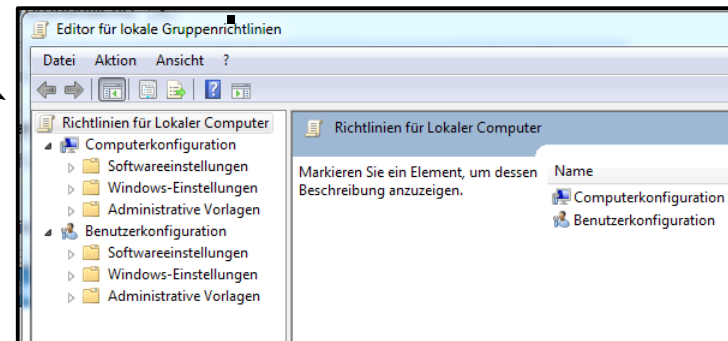 Editor für lokale Gruppenrichtlinien
Datei Aktion Ansicht ?
Richtlinien für Lokaler Computer
Computerkonfiguration
Softwareeinstellungen
Windows-Einstellungen
Administrative Vorlagen
Benutzerkonfiguration
Softwareeinstellungen
Windows-Einstellungen
Administrative Vorlagen
Richtlinien für Lokaler Computer
Markieren Sie ein Element, um dessen
Beschreibung anzuzeigen.
Name
Computerkonfiguration
Benutzerkonfiguration